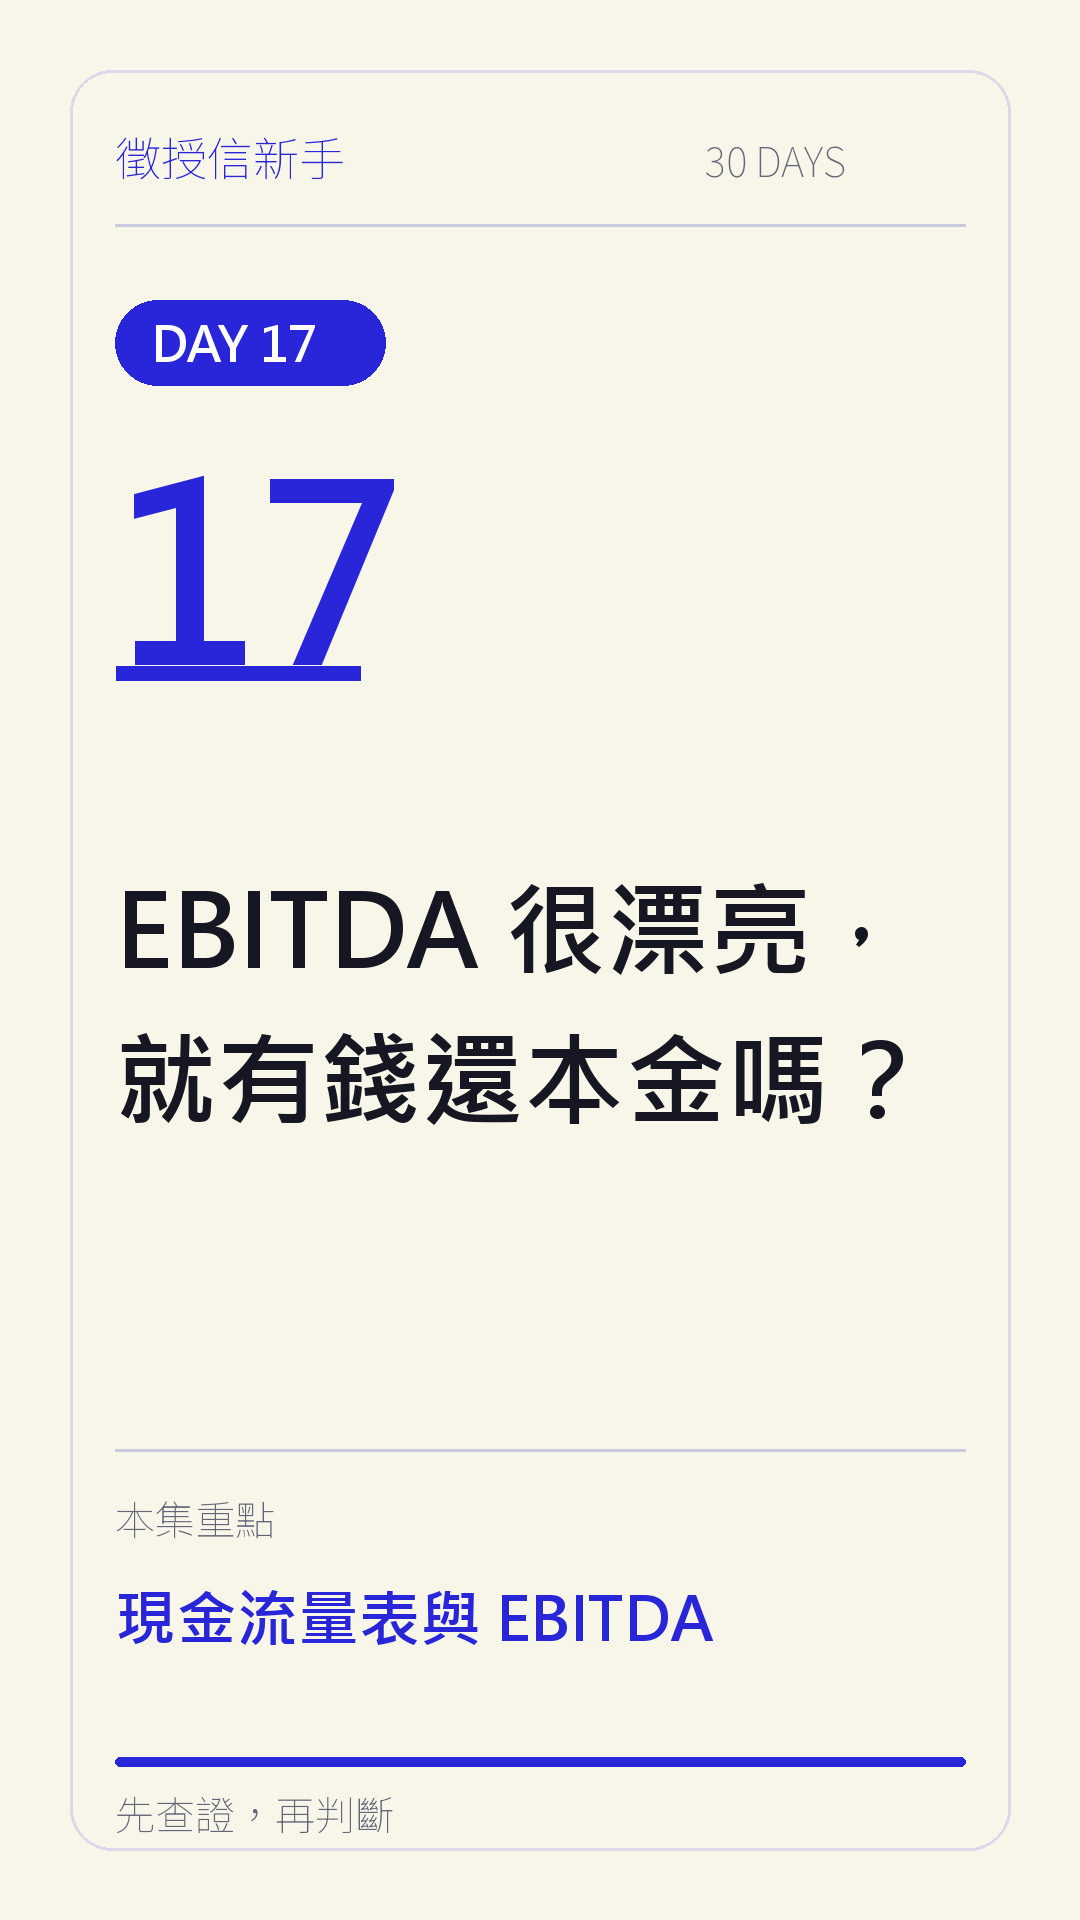 徵授信新手
30 DAYS
DAY 17
17
EBITDA 很漂亮，
就有錢還本金嗎？
本集重點
現金流量表與 EBITDA
先查證，再判斷